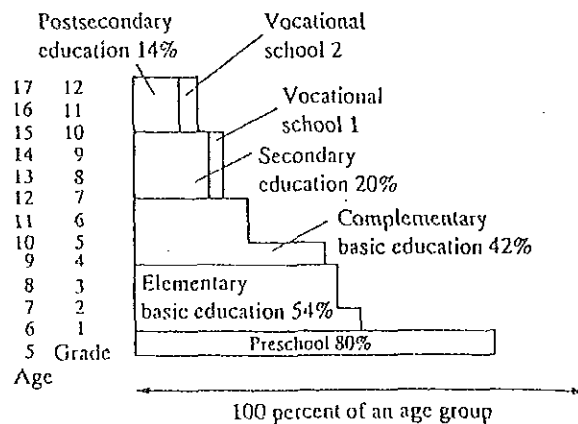 Postsecondary
education 14%
Vocational
school 2
Vocational
school 1
Secondary
education 20%
Complementary
basic education 42%
Elementary
basic education 54%
Preschool 80%
17 12
16 11
15 10
14 9
13 8
12 7
11 6
10 5
9 4
8 3
7 2
6 1
5 Grade
Age
100 percent of an age group